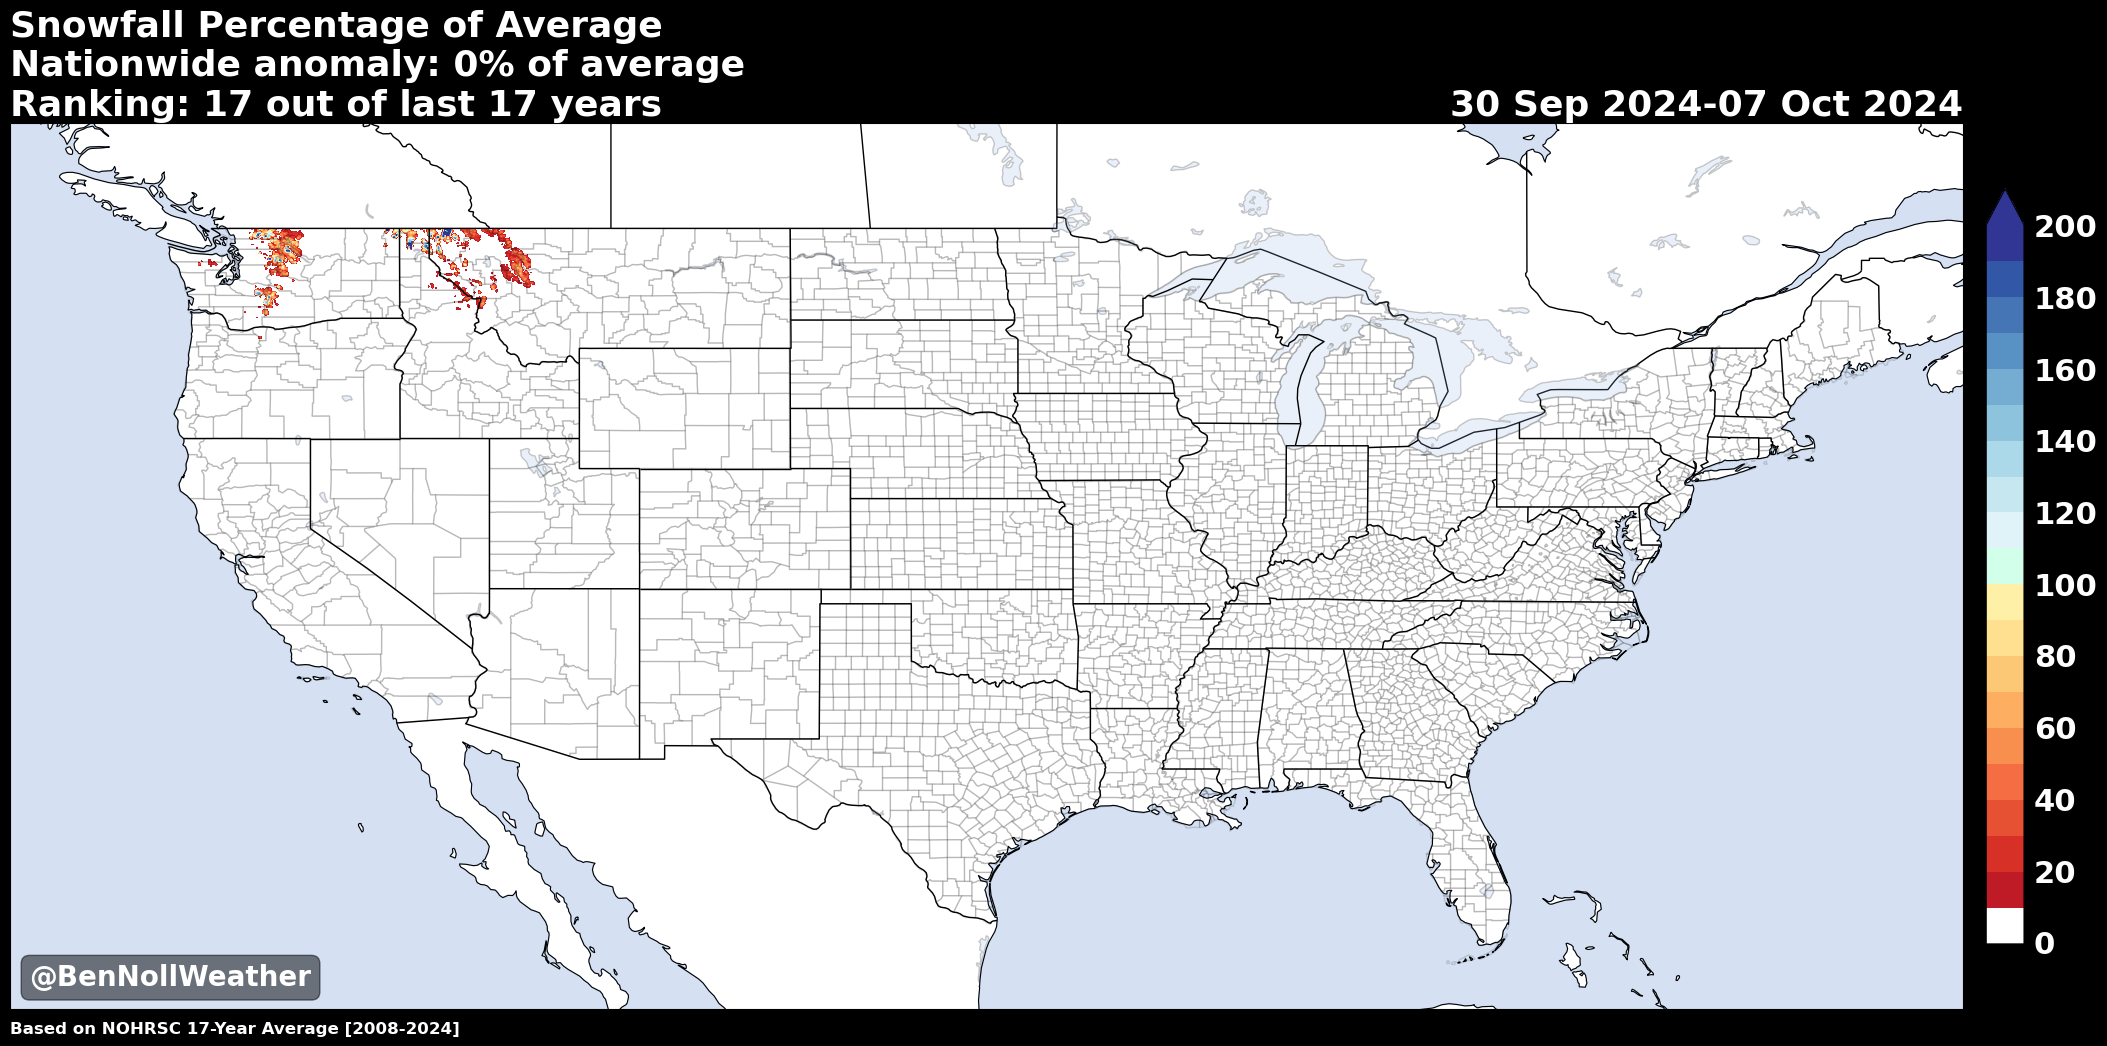 Snowfall Percentage of Average
Nationwide anomaly: 0% of average
Ranking: 17 out of last 17 years
30 Sep 2024-07 Oct 2024
200
180
160
140
120
100
80
60
40
20
0
@BenNollWeather
Based on NOHRSC 17-Year Average [2008-2024]